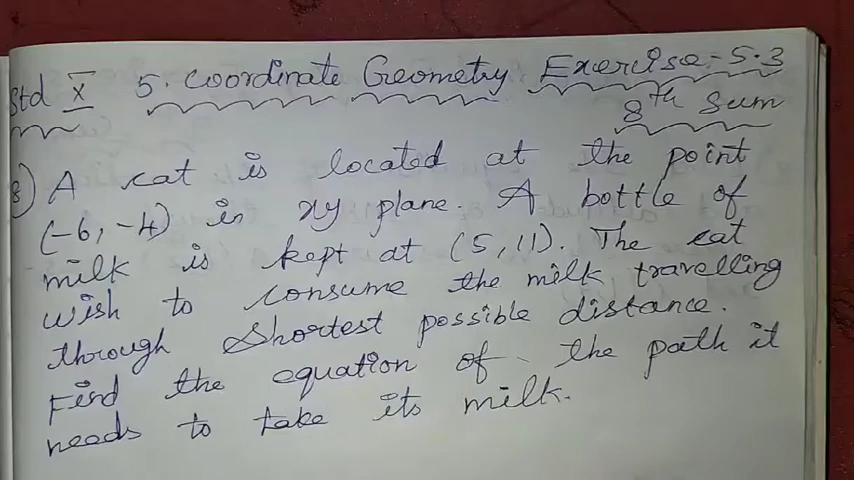 Std X 5. Coordinate Geometry Exercise - 5.3
8th Sum
8) A cat is located at the point
(-6, -4) in xy plane. A bottle of
milk is kept at (5, 11). The cat
wish to consume the milk travelling
through shortest possible distance.
Find the equation of the path it
needs to take its milk.